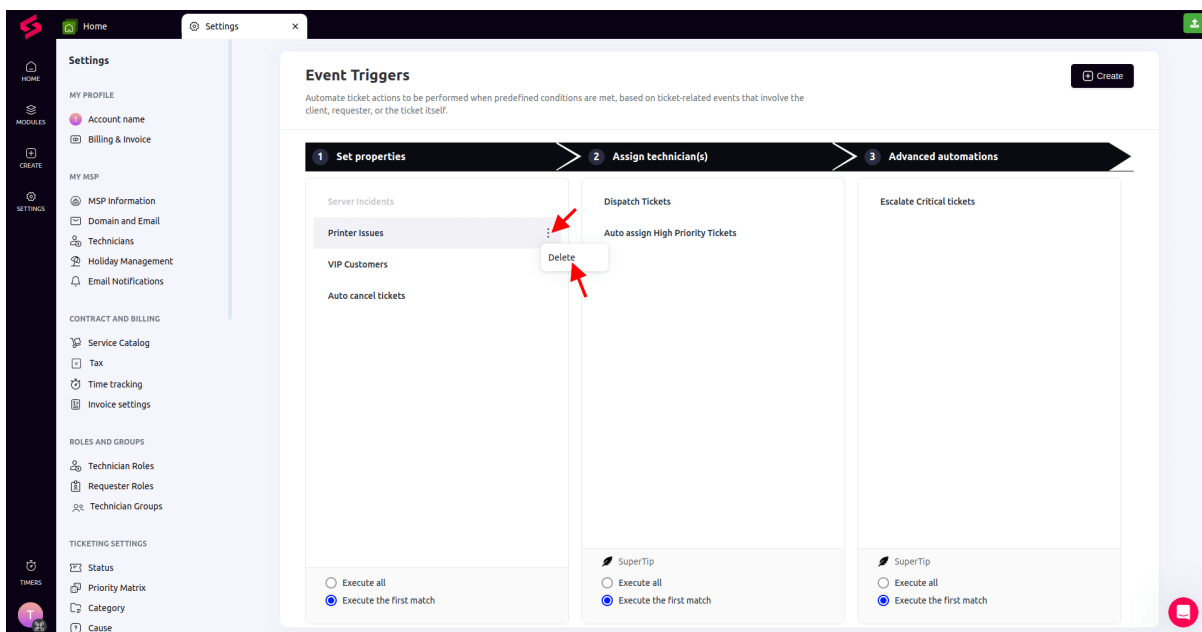 Home
Settings
HOME
MODULES
CREATE
SETTINGS
TIMERS
T
Settings
MY PROFILE
T
Account name
Billing & Invoice
MY MSP
MSP Information
Domain and Email
Technicians
Holiday Management
Email Notifications
CONTRACT AND BILLING
Service Catalog
Tax
Time tracking
Invoice settings
ROLES AND GROUPS
Technician Roles
Requester Roles
Technician Groups
TICKETING SETTINGS
Status
Priority Matrix
Category
Cause
Event Triggers
Create
Automate ticket actions to be performed when predefined conditions are met, based on ticket-related events that involve the
client, requester, or the ticket itself.
1 Set properties
2 Assign technician(s)
3 Advanced automations
Server Incidents
Printer Issues
Delete
VIP Customers
Auto cancel tickets
Execute all
Execute the first match
Dispatch Tickets
Auto assign High Priority Tickets
SuperTip
Execute all
Execute the first match
Escalate Critical tickets
SuperTip
Execute all
Execute the first match